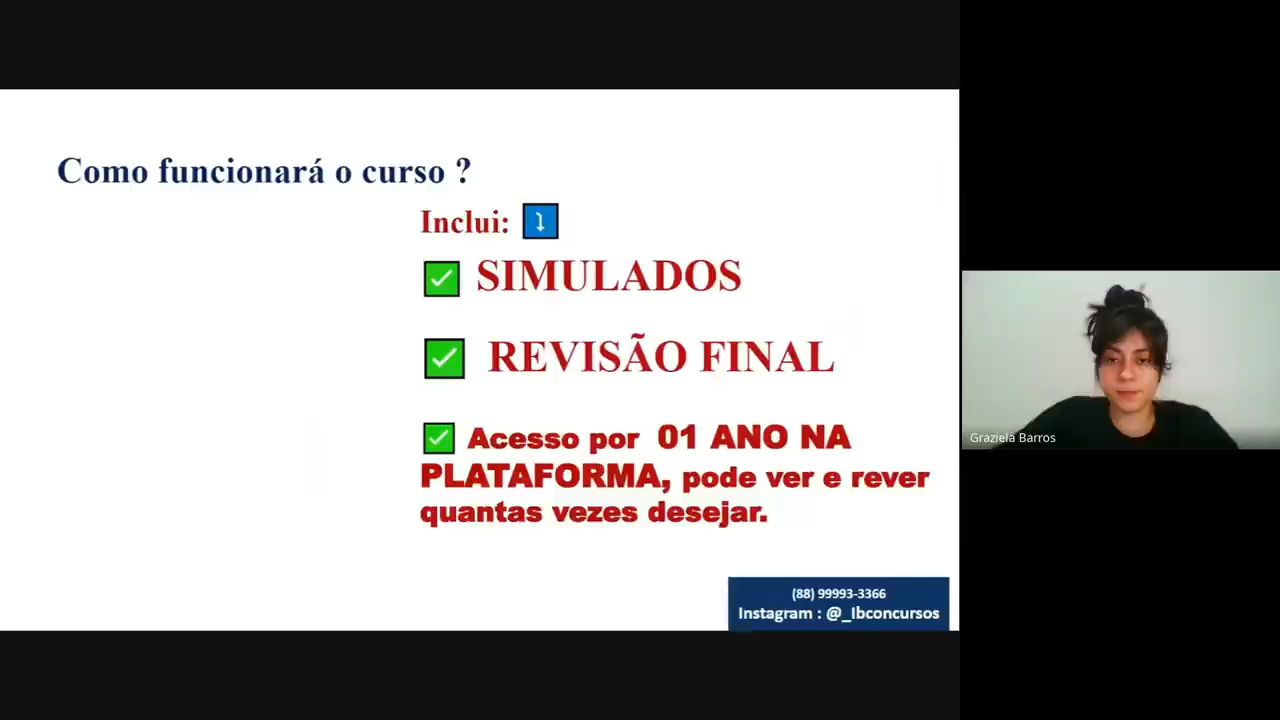 Como funcionará o curso ?
Inclui:
SIMULADOS
REVISÃO FINAL
Acesso por 01 ANO NA
PLATAFORMA, pode ver e rever
quantas vezes desejar.
(88) 99993-3366
Instagram : @_Ibconcursos
Graziela Barros